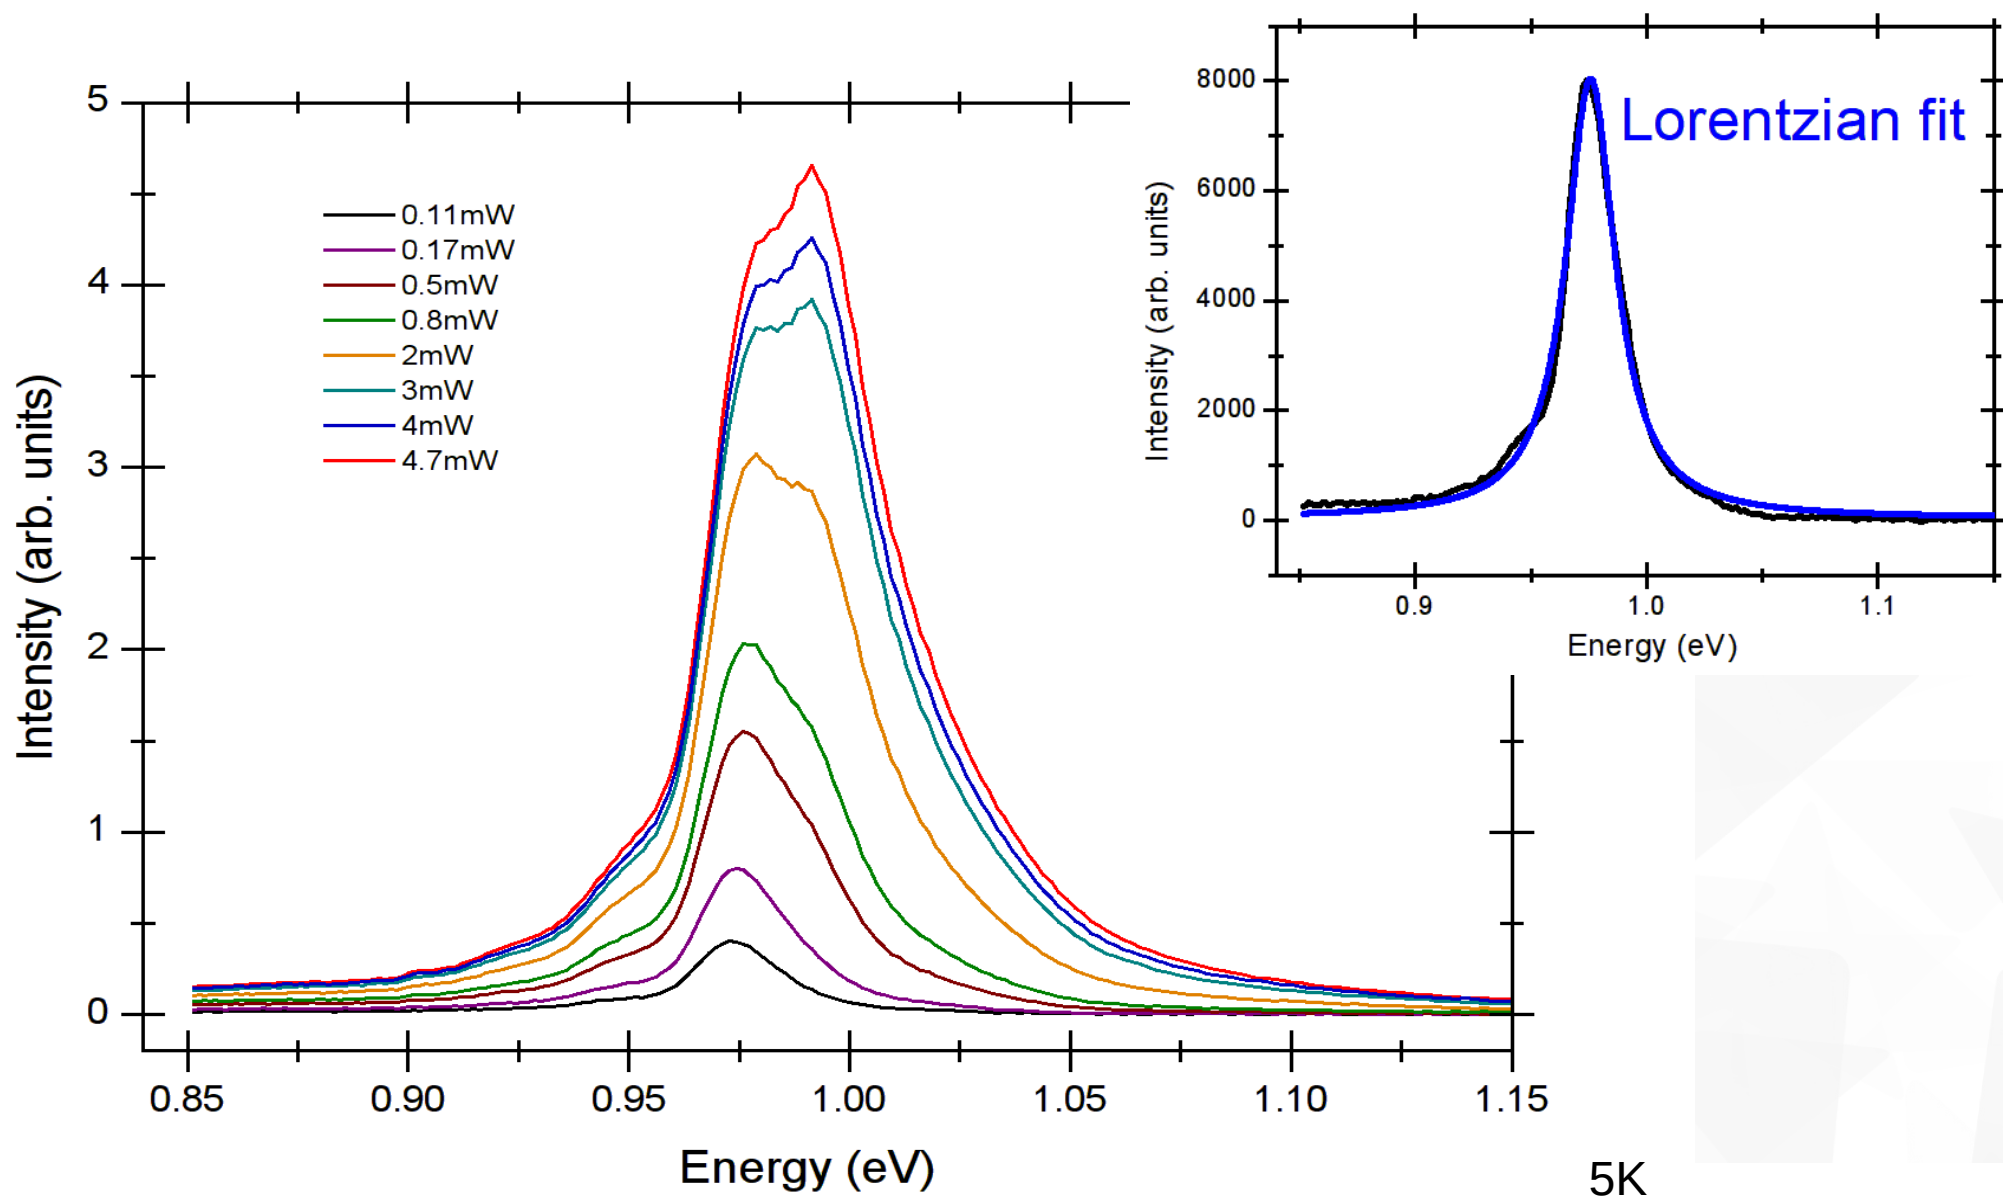 5
4
3
2
1
0
Intensity (arb. units)
0.11mW
0.17mW
0.5mW
0.8mW
2mW
3mW
4mW
4.7mW
0.85 0.90 0.95 1.00 1.05 1.10 1.15
Energy (eV)
8000
6000
4000
2000
0
Intensity (arb. units)
Lorentzian fit
0.9 1.0 1.1
Energy (eV)
5K